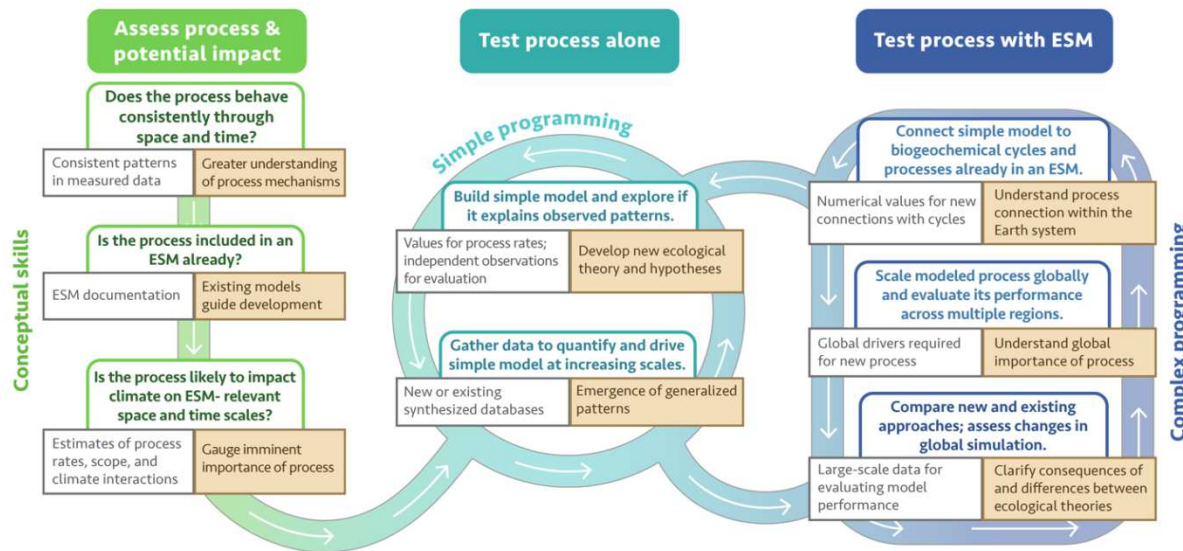 Assess process &
potential impact
Conceptual skills
Does the process behave
consistently through
space and time?
Consistent patterns
in measured data
Greater understanding
of process mechanisms
Is the process included in an
ESM already?
ESM documentation
Existing models
guide development
Is the process likely to impact
climate on ESM- relevant
space and time scales?
Estimates of process
rates, scope, and
climate interactions
Gauge imminent
importance of process
Test process alone
Simple programming
Build simple model and explore if
it explains observed patterns.
Values for process rates;
independent observations
for evaluation
Develop new ecological
theory and hypotheses
Gather data to quantify and drive
simple model at increasing scales.
New or existing
synthesized databases
Emergence of generalized
patterns
Test process with ESM
Connect simple model to
biogeochemical cycles and
processes already in an ESM.
Numerical values for new
connections with cycles
Understand process
connection within the
Earth system
Scale modeled process globally
and evaluate its performance
across multiple regions.
Global drivers required
for new process
Understand global
importance of process
Compare new and existing
approaches; assess changes in
global simulation.
Large-scale data for
evaluating model
performance
Clarify consequences of
and differences between
ecological theories
Complex programming